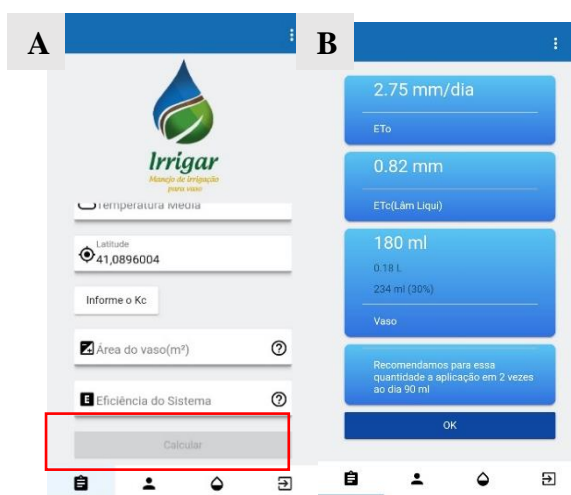 A
Irrigar
Manejo de irrigação
para vaso
Temperatura Média
Latitude
41,0896004
Informe o Kc
Área do vaso(m²)
E
Eficiência do Sistema
Calcular
B
2.75 mm/dia
ETo
0.82 mm
ETc(Lâm Liqui)
180 ml
0.18 L
234 ml (30%)
Vaso
Recomendamos para essa
quantidade a aplicação em 2 vezes
ao dia 90 ml
OK